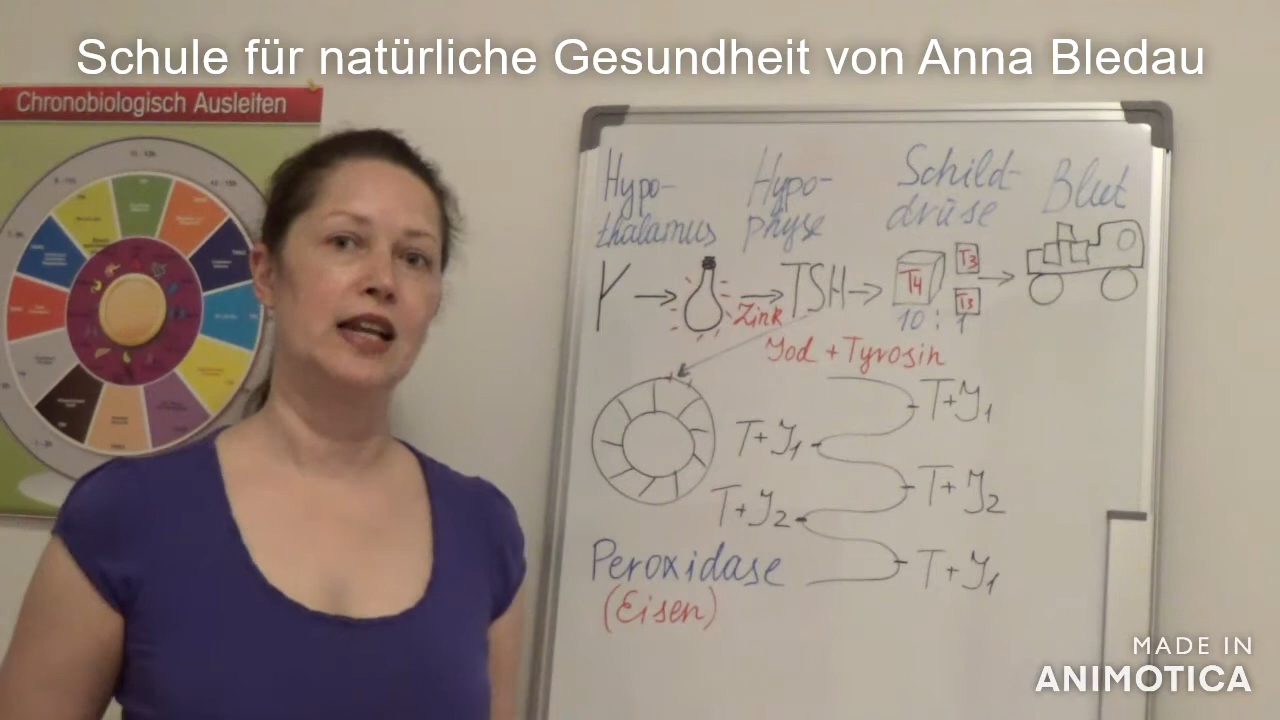 Schule für natürliche Gesundheit von Anna Bledau
Chronobiologisch Ausleiten
Hypo-
thalamus
Hypo-
physe
Schild-
drüse
Blut
Zink
TSH
T4
T3
T3
10 : 1
Jod + Tyrosin
T+J1
T+J1
T+J2
T+J2
T+J1
Peroxidase
(Eisen)
MADE IN
ANIMOTICA